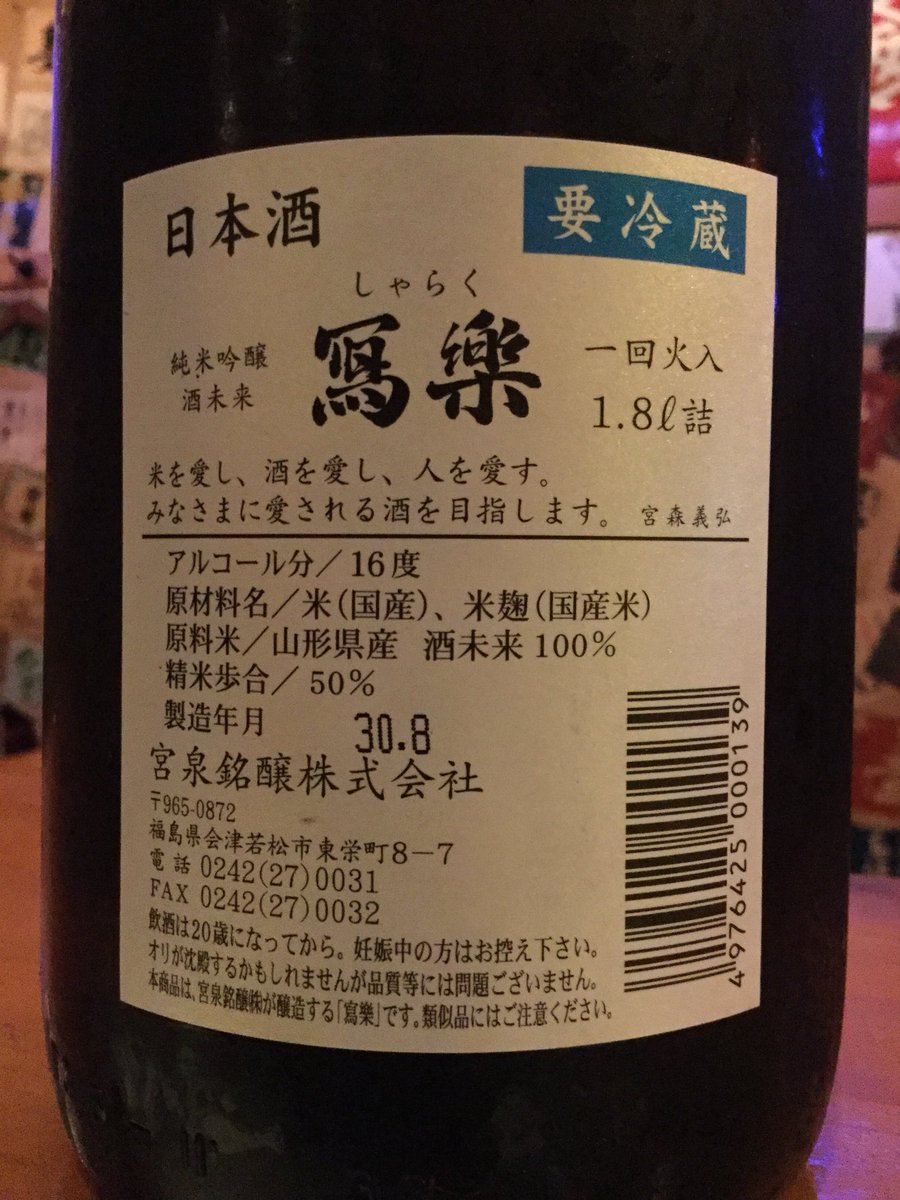 日本酒
要冷蔵
しゃらく
純米吟醸
酒未来
寫樂
一回火入
1.8ℓ詰
米を愛し、酒を愛し、人を愛す。
みなさまに愛される酒を目指します。 宮森義弘
アルコール分／16度
原材料名／米(国産)、米麹(国産米)
原料米／山形県産 酒未来100％
精米歩合／50％
製造年月 30.8
宮泉銘醸株式会社
〒965-0872
福島県会津若松市東栄町8－7
電話 0242(27)0031
FAX 0242(27)0032
飲酒は20歳になってから。妊娠中の方はお控え下さい。
オリが沈殿するかもしれませんが品質等には問題ございません。
本商品は、宮泉銘醸㈱が醸造する「寫樂」です。類似品にはご注意ください。
4976425000139